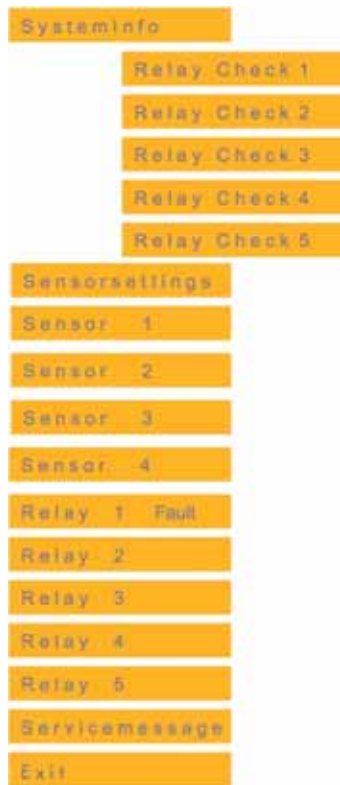 SystemInfo
Relay Check 1
Relay Check 2
Relay Check 3
Relay Check 4
Relay Check 5
Sensorsettings
Sensor 1
Sensor 2
Sensor 3
Sensor 4
Relay 1 Fault
Relay 2
Relay 3
Relay 4
Relay 5
Servicemessage
Exit